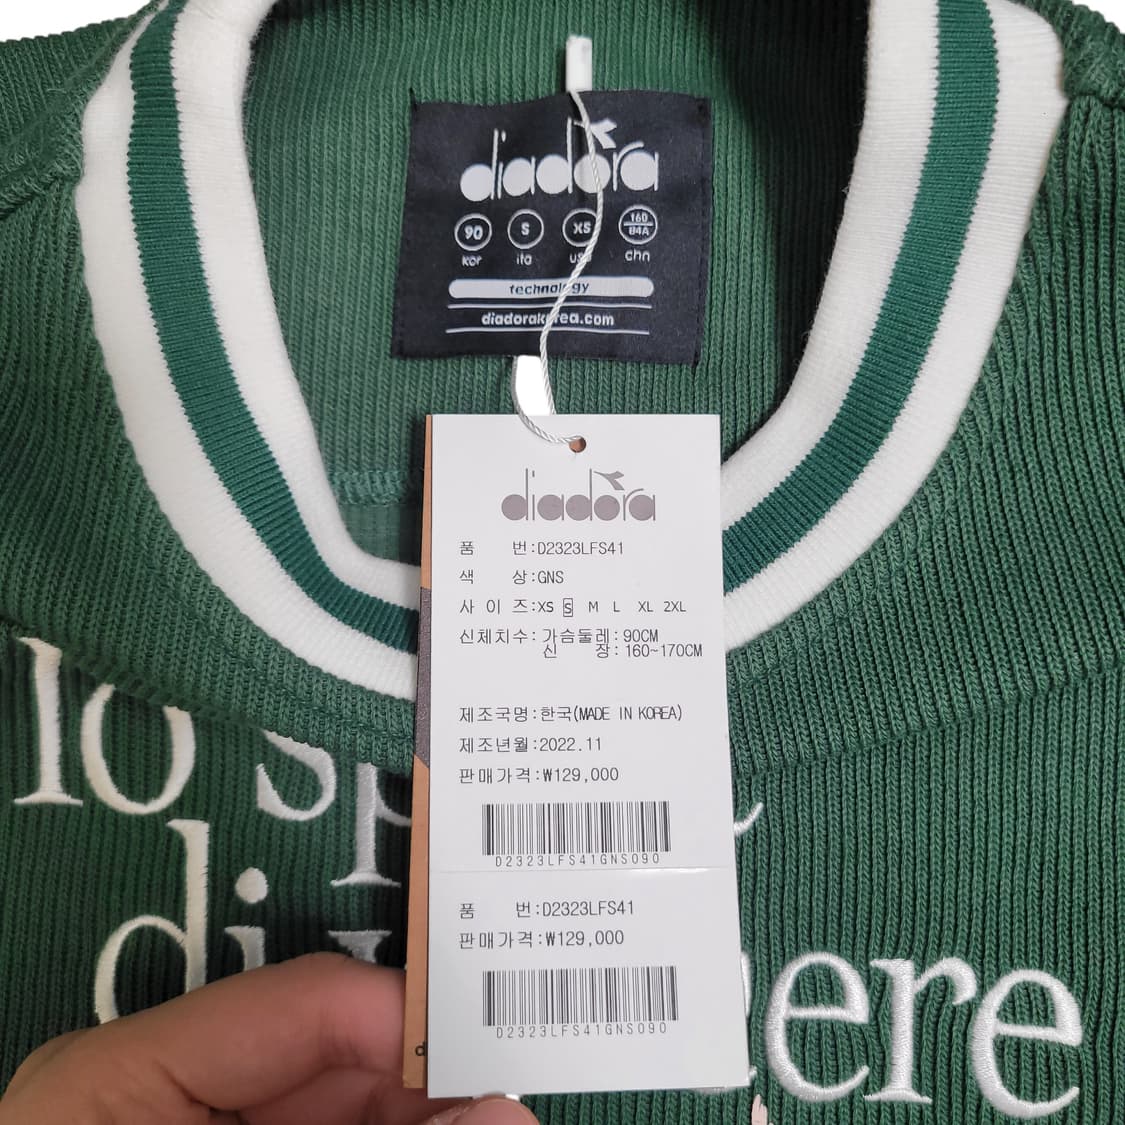 diadora
90 S XS 160/84A
kor ita usa chn
technology
diadorakorea.com
diadora
품 번:D2323LFS41
색 상:GNS
사 이 즈:XS S M L XL 2XL
신체치수:가슴둘레:90CM
신 장:160~170CM
제조국명:한국(MADE IN KOREA)
제조년월:2022.11
판매가격:₩129,000
D2323LFS41GNS090
품 번:D2323LFS41
판매가격:₩129,000
D2323LFS41GNS090
lo sp
di
ere